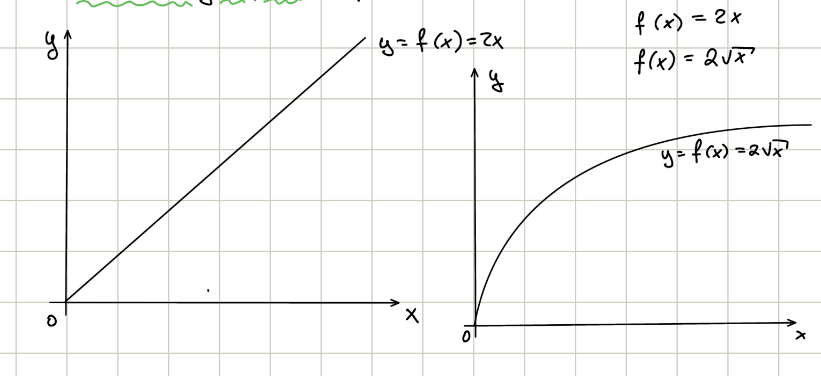 f(x) = 2x
f(x) = 2√x
y
y = f(x) = 2x
x
0
y
y = f(x) = 2√x
x
0